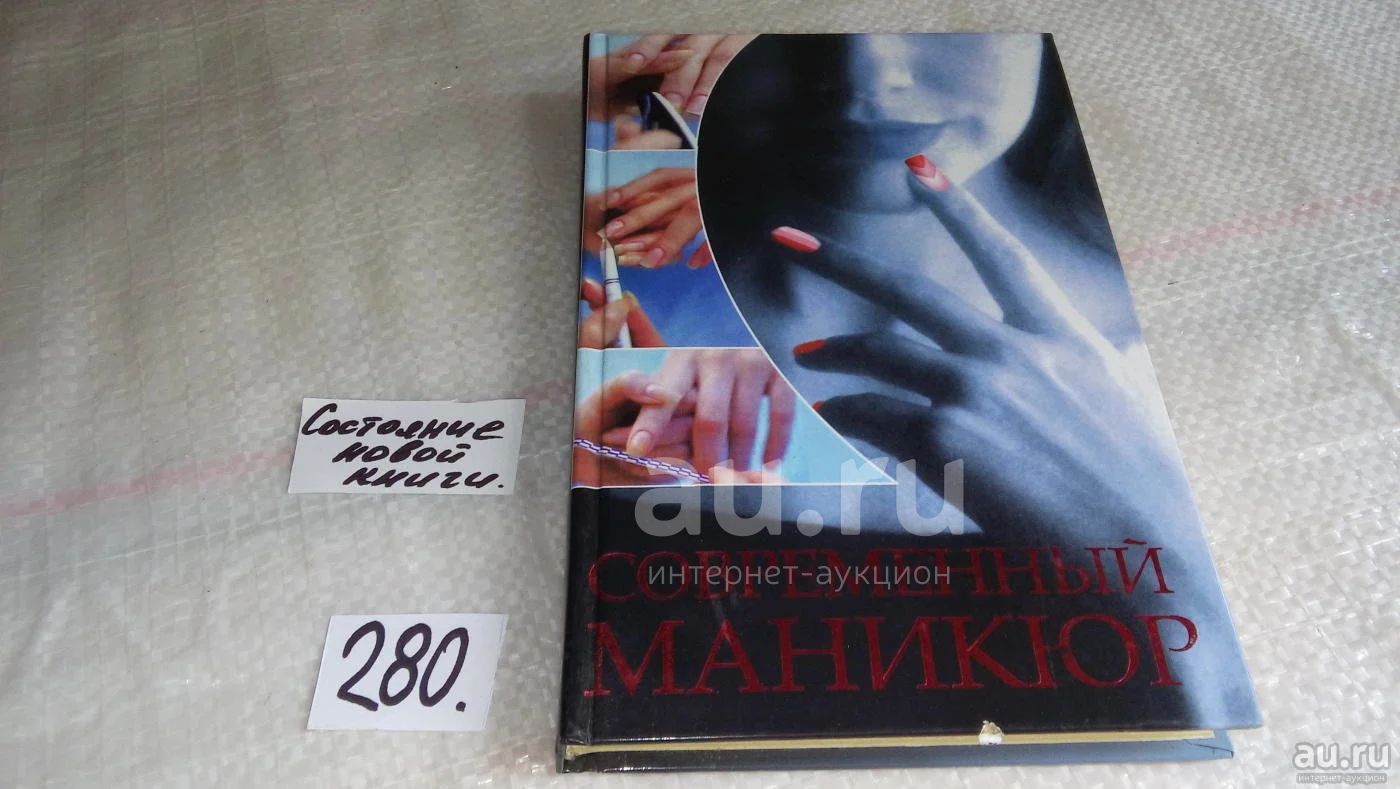 Состояние
новой
книги.
280.
СОВРЕМЕННЫЙ
МАНИКЮР
au.ru
интернет-аукцион
au.ru
интернет-аукцион